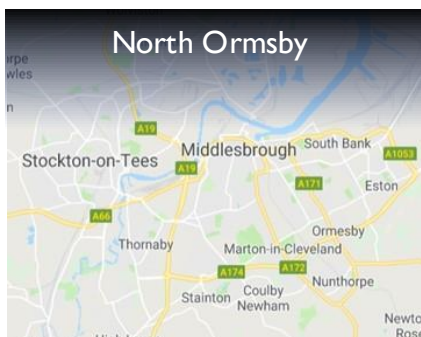 North Ormsby
A19
Middlesbrough
South Bank
Stockton-on-Tees
A19
A1053
A171
Eston
A66
Ormsby
Thornaby
Marton-in-Cleveland
A174
A172
Nunthorpe
Stainton
Coulby
Newham